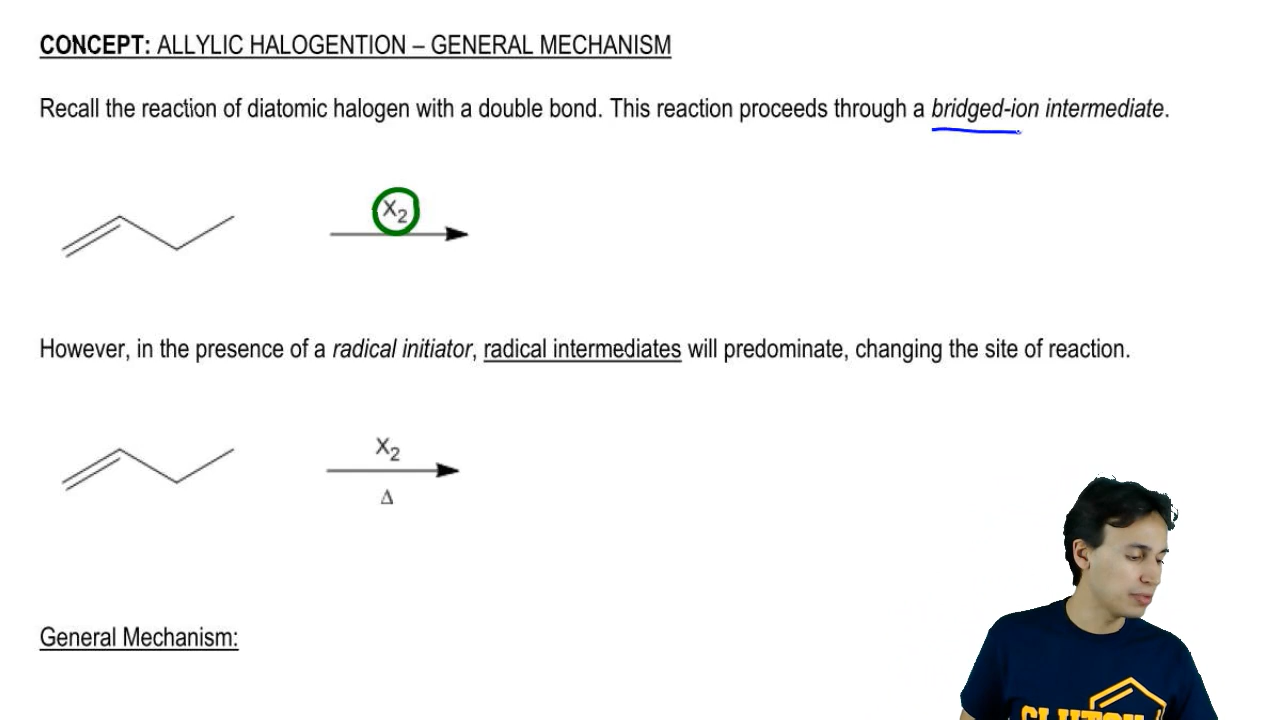 CONCEPT: ALLYLIC HALOGENTION – GENERAL MECHANISM
Recall the reaction of diatomic halogen with a double bond. This reaction proceeds through a bridged-ion intermediate.
X₂
However, in the presence of a radical initiator, radical intermediates will predominate, changing the site of reaction.
X₂
Δ
General Mechanism:
CLUTCH